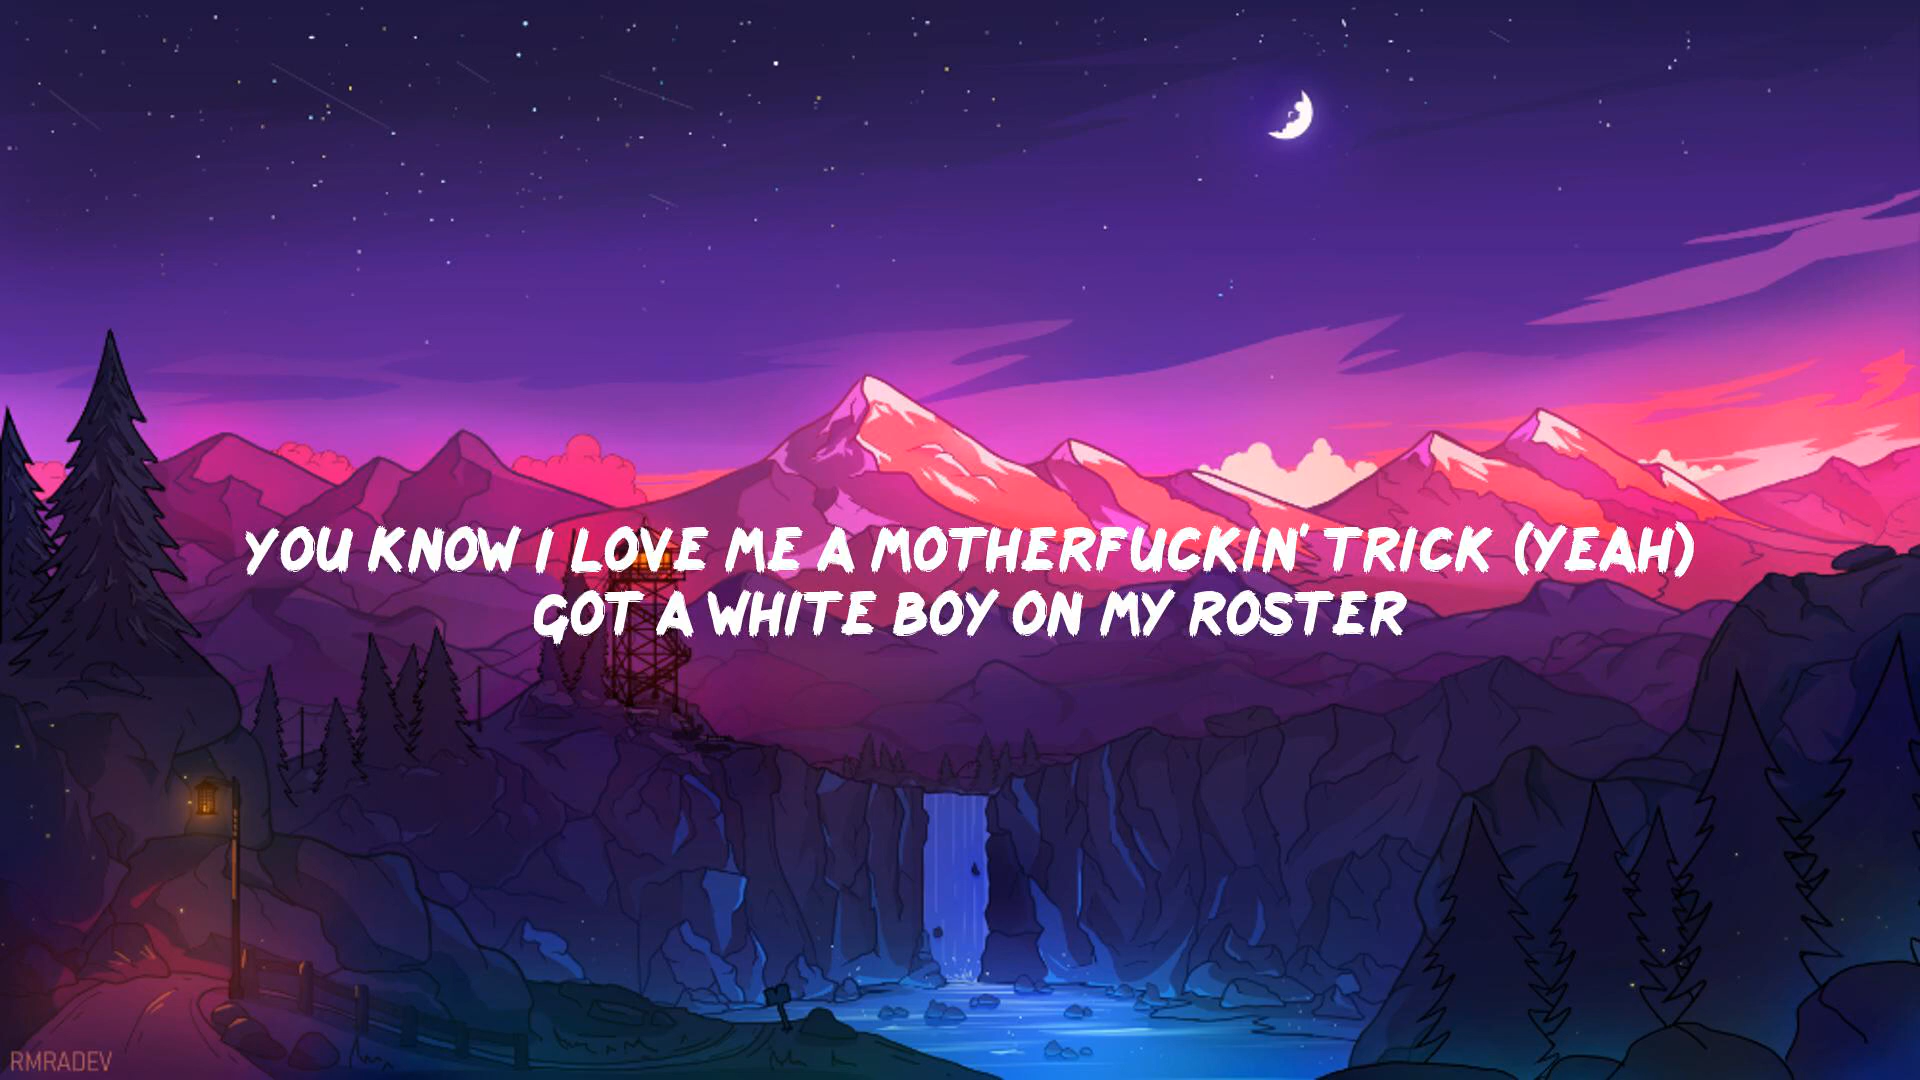 YOU KNOW I LOVE ME A MOTHERFUCKIN' TRICK (YEAH)
GOT A WHITE BOY ON MY ROSTER
RMRADEV